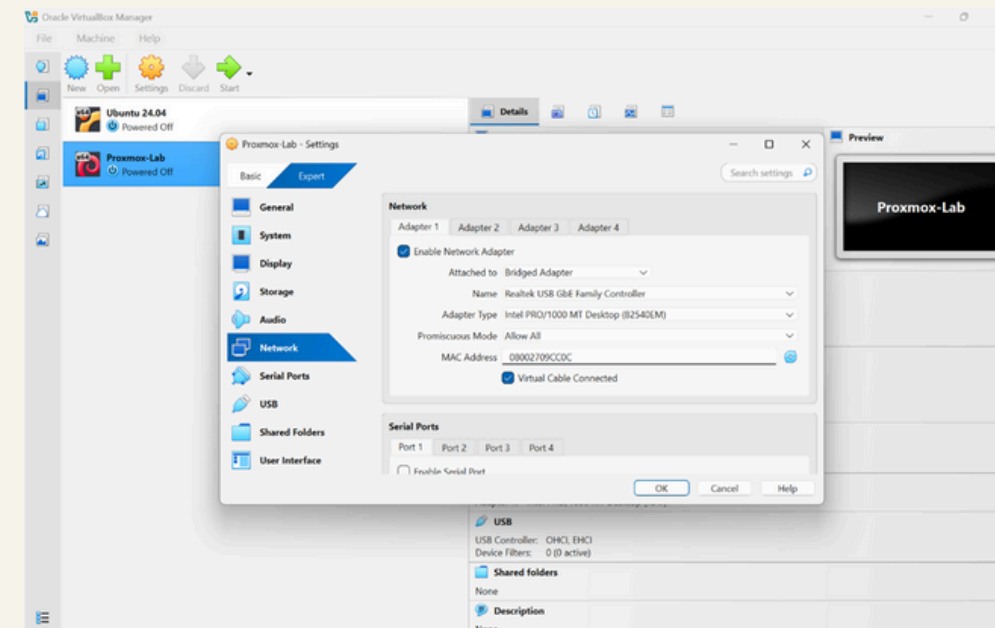 Oracle VirtualBox Manager
File Machine Help
New Open Settings Discard Start
Ubuntu 24.04
Powered Off
Proxmox-Lab
Powered Off
Details
Preview
Proxmox-Lab
Proxmox-Lab - Settings
Basic Expert
Search settings
General
System
Display
Storage
Audio
Network
Serial Ports
USB
Shared Folders
User Interface
Network
Adapter 1 Adapter 2 Adapter 3 Adapter 4
Enable Network Adapter
Attached to Bridged Adapter
Name Realtek USB GbE Family Controller
Adapter Type Intel PRO/1000 MT Desktop (82540EM)
Promiscuous Mode Allow All
MAC Address 08002709CC0C
Virtual Cable Connected
Serial Ports
Port 1 Port 2 Port 3 Port 4
Enable Serial Port
OK Cancel Help
USB
USB Controller: OHCI, EHCI
Device Filters: 0 (0 active)
Shared folders
None
Description